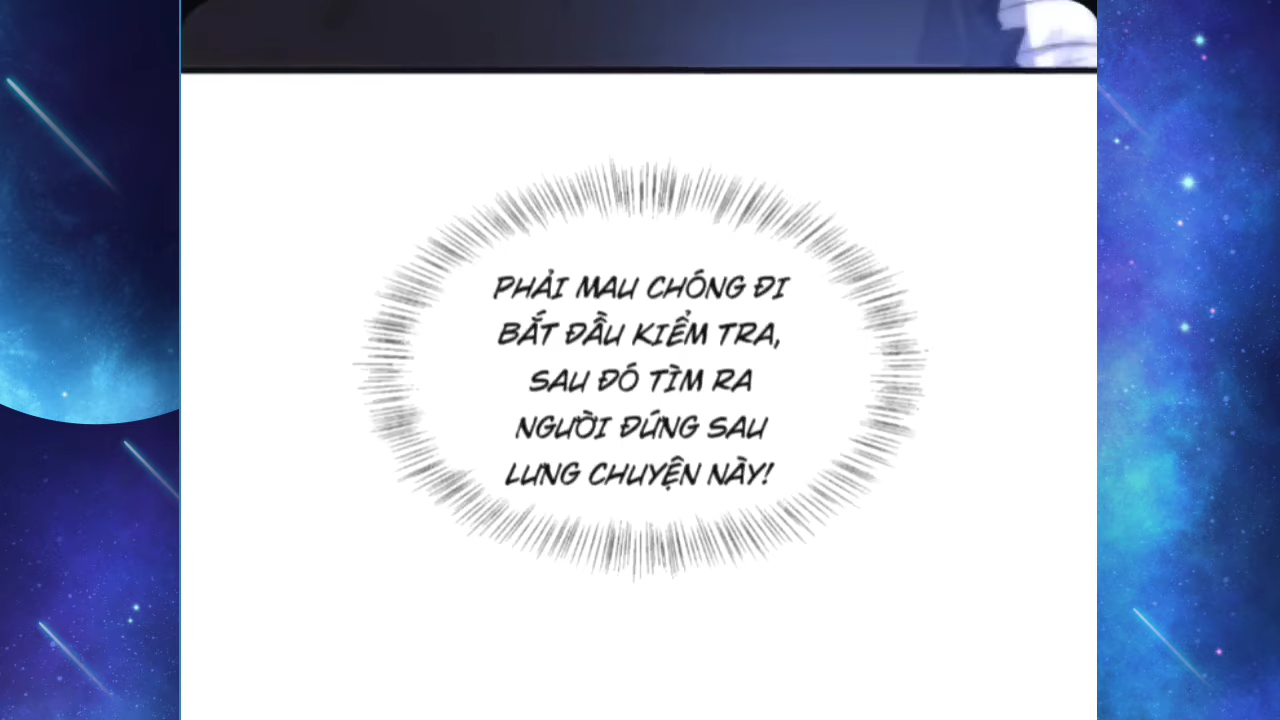 PHẢI MAU CHÓNG ĐI
BẮT ĐẦU KIỂM TRA,
SAU ĐÓ TÌM RA
NGƯỜI ĐỨNG SAU
LƯNG CHUYỆN NÀY!